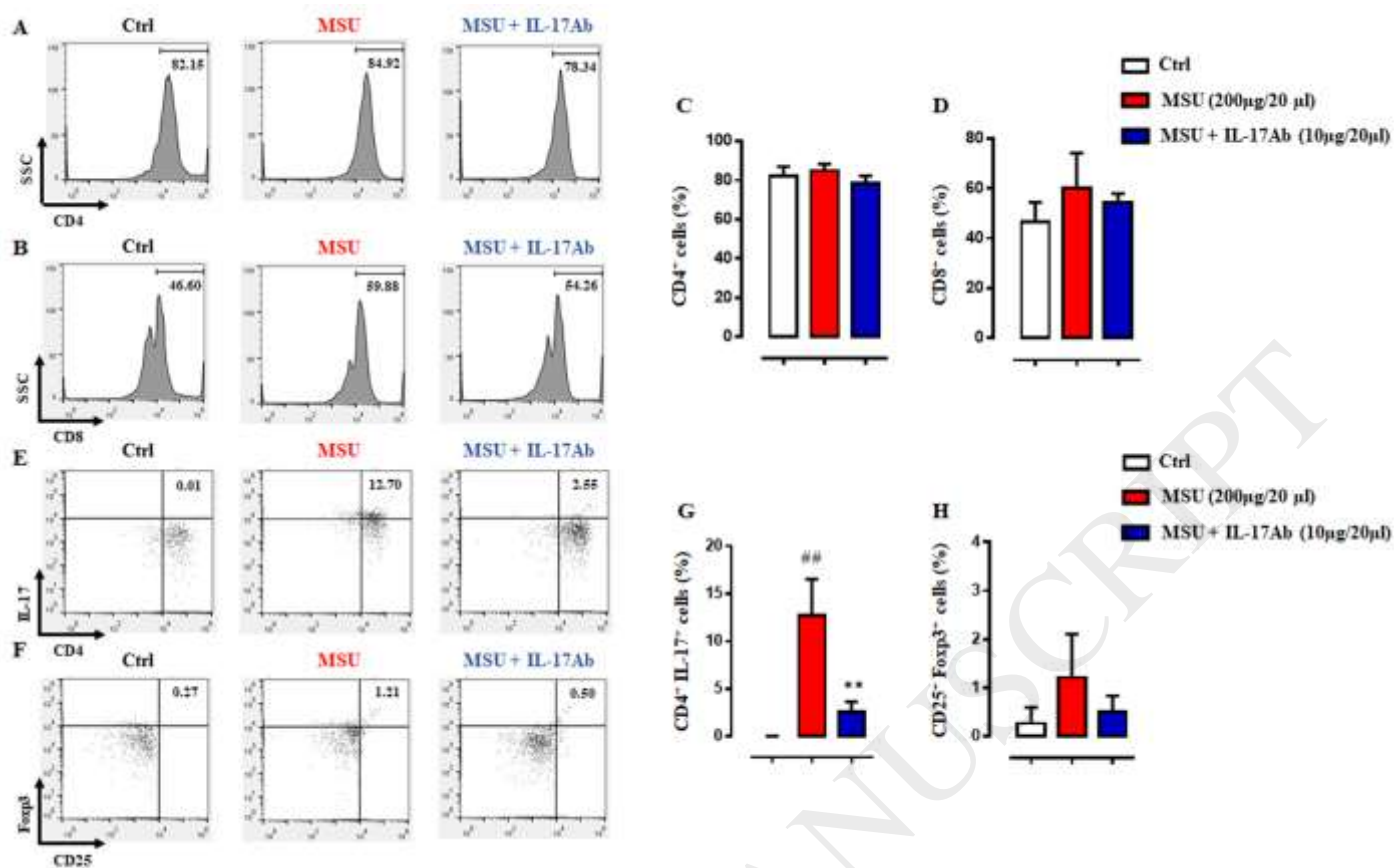 A
Ctrl
MSU
MSU + IL-17Ab
82.15
84.92
78.34
SSC
CD4
B
Ctrl
MSU
MSU + IL-17Ab
46.60
59.88
54.26
SSC
CD8
E
Ctrl
MSU
MSU + IL-17Ab
0.01
12.70
2.55
IL-17
CD4
F
Ctrl
MSU
MSU + IL-17Ab
0.27
1.21
0.50
Foxp3
CD25
C
CD4⁺ cells (%)
100
80
60
40
20
0
D
CD8⁺ cells (%)
80
60
40
20
0
Ctrl
MSU (200µg/20 µl)
MSU + IL-17Ab (10µg/20µl)
G
CD4⁺ IL-17⁺ cells (%)
20
15
10
5
0
##
**
H
CD25⁺ Foxp3⁺ cells (%)
4
3
2
1
0
Ctrl
MSU (200µg/20 µl)
MSU + IL-17Ab (10µg/20µl)
ANUSCRIPT